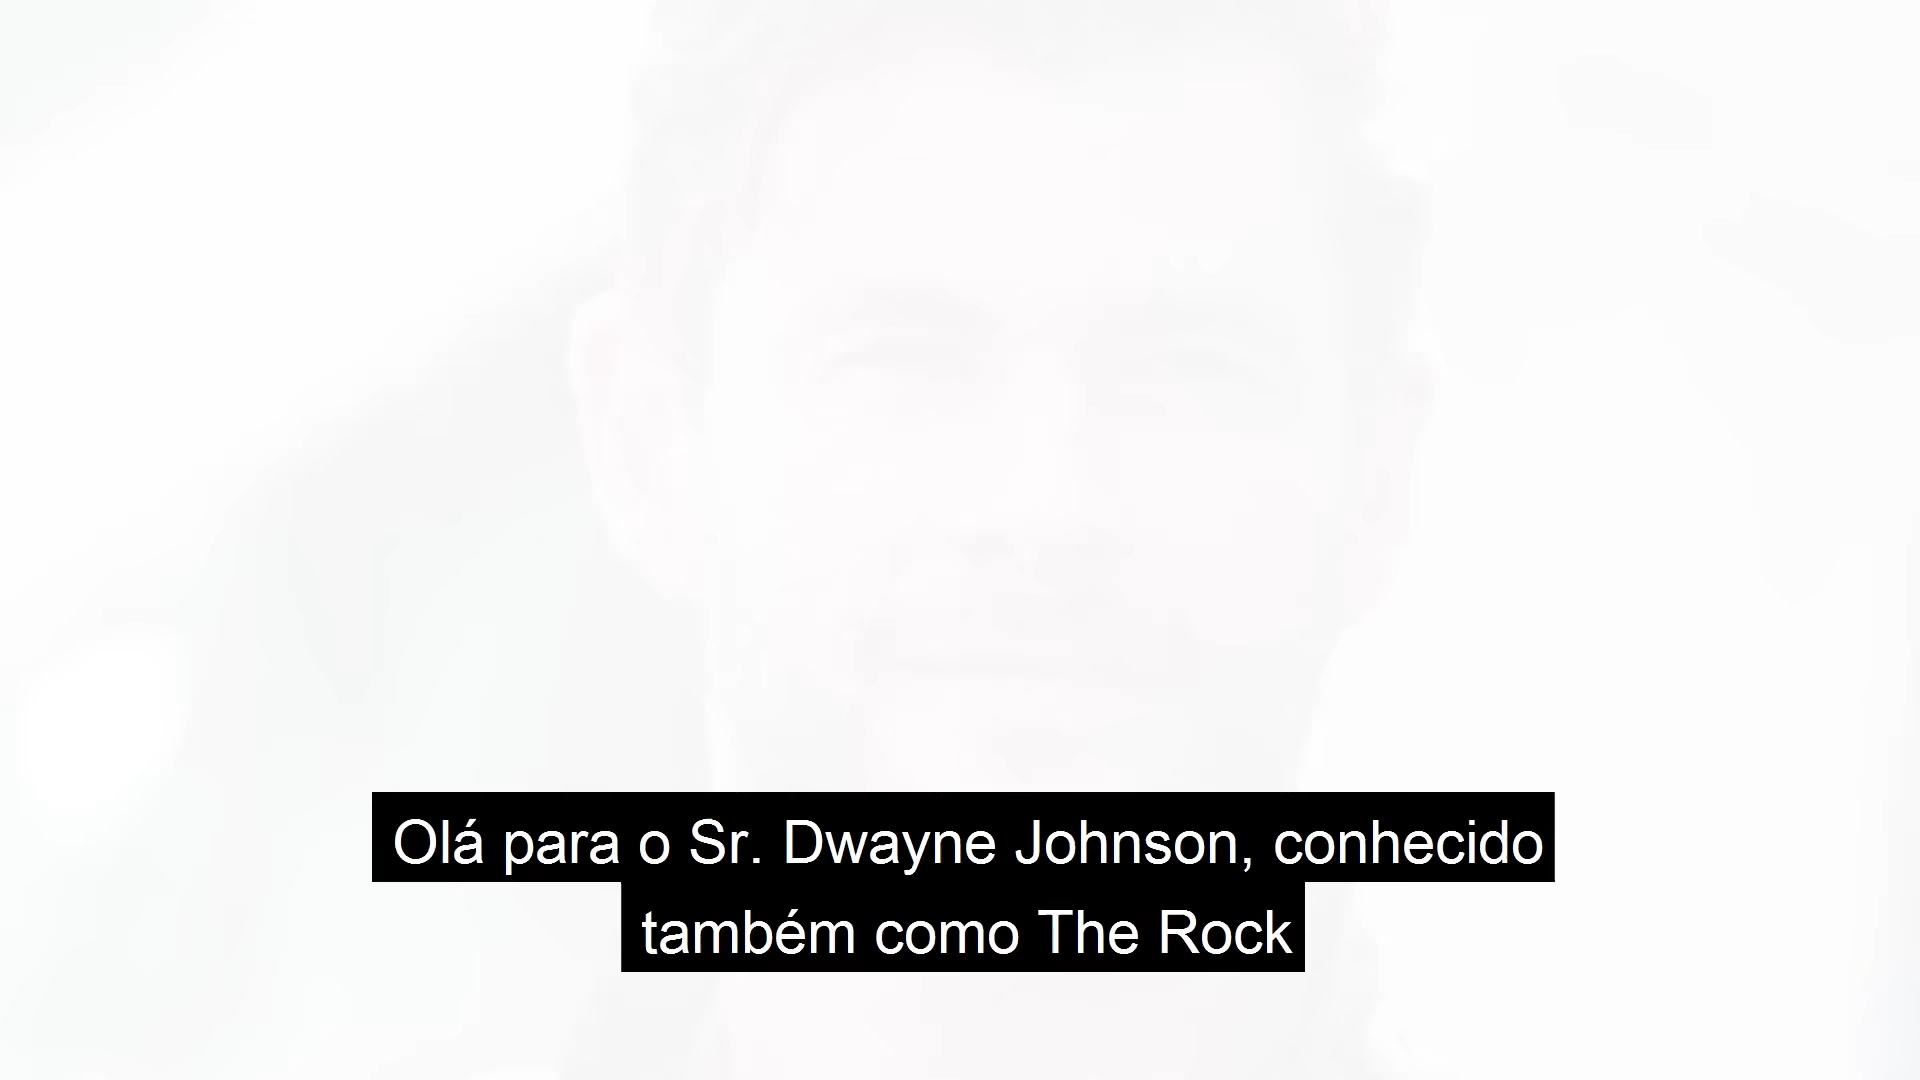 Olá para o Sr. Dwayne Johnson, conhecido
também como The Rock